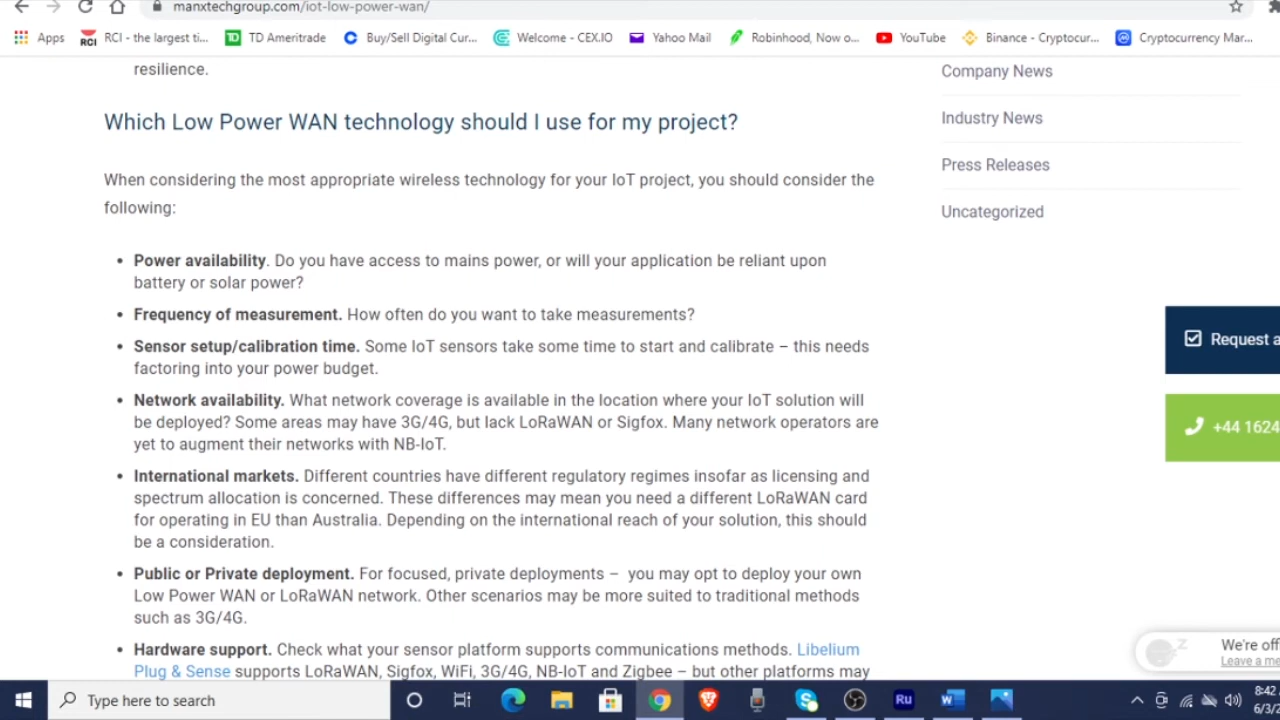 manxtechgroup.com/iot-low-power-wan/
Apps RCI - the largest ti... TD Ameritrade Buy/Sell Digital Cur... Welcome - CEX.IO Yahoo Mail Robinhood, Now o... YouTube Binance - Cryptocur... Cryptocurrency Mar...
resilience.
Which Low Power WAN technology should I use for my project?
When considering the most appropriate wireless technology for your IoT project, you should consider the
following:
• Power availability. Do you have access to mains power, or will your application be reliant upon
battery or solar power?
• Frequency of measurement. How often do you want to take measurements?
• Sensor setup/calibration time. Some IoT sensors take some time to start and calibrate – this needs
factoring into your power budget.
• Network availability. What network coverage is available in the location where your IoT solution will
be deployed? Some areas may have 3G/4G, but lack LoRaWAN or Sigfox. Many network operators are
yet to augment their networks with NB-IoT.
• International markets. Different countries have different regulatory regimes insofar as licensing and
spectrum allocation is concerned. These differences may mean you need a different LoRaWAN card
for operating in EU than Australia. Depending on the international reach of your solution, this should
be a consideration.
• Public or Private deployment. For focused, private deployments – you may opt to deploy your own
Low Power WAN or LoRaWAN network. Other scenarios may be more suited to traditional methods
such as 3G/4G.
• Hardware support. Check what your sensor platform supports communications methods. Libelium
Plug & Sense supports LoRaWAN, Sigfox, WiFi, 3G/4G, NB-IoT and Zigbee – but other platforms may
Company News
Industry News
Press Releases
Uncategorized
Request a
+44 1624
We're offl
Leave a me
Type here to search
Ru
8:42
6/3/2